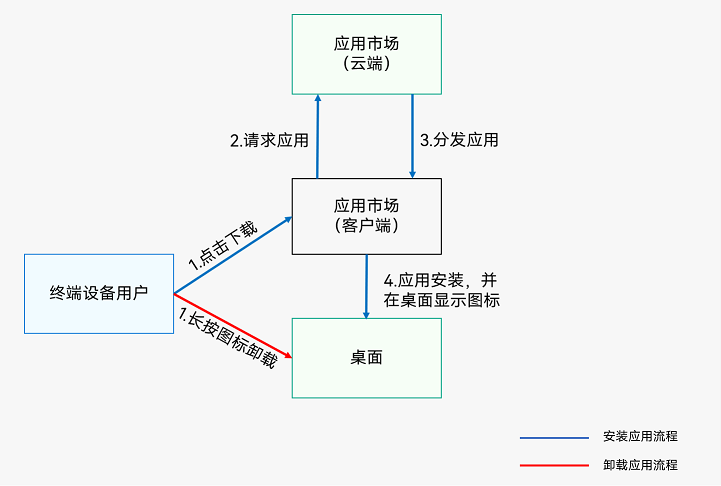 应用市场
（云端）
2.请求应用
3.分发应用
应用市场
（客户端）
1.点击下载
终端设备用户
4.应用安装，并
在桌面显示图标
1.长按图标卸载
桌面
安装应用流程
卸载应用流程